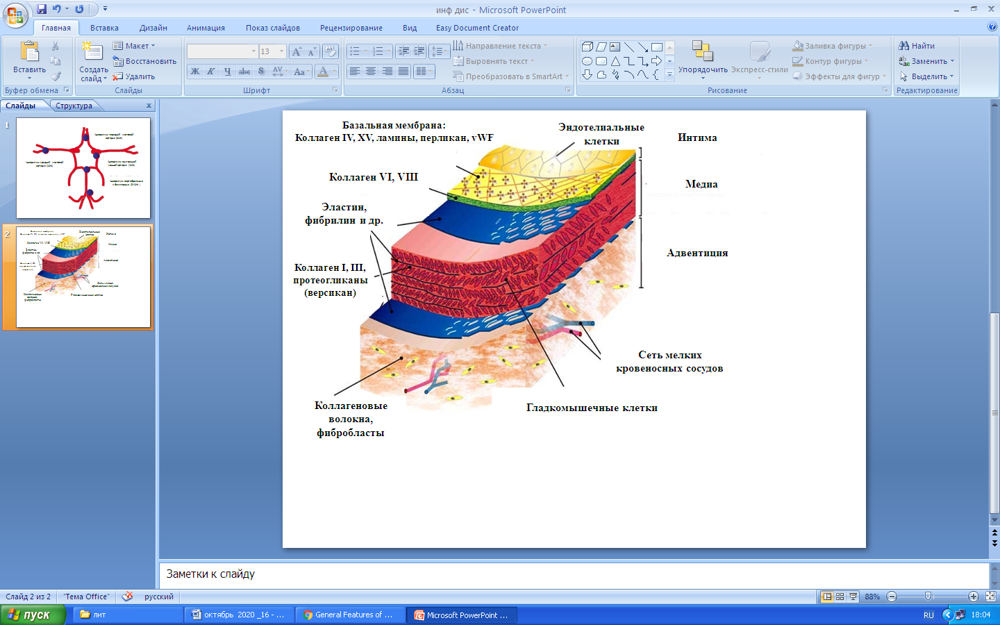 инф дис - Microsoft PowerPoint
Главная
Вставка
Дизайн
Анимация
Показ слайдов
Рецензирование
Вид
Easy Document Creator
Вставить
Буфер обмена
Создать
слайд
Макет
Восстановить
Удалить
Слайды
13
Ж К Ч abc S AV Aa А
Шрифт
Направление текста
Выровнять текст
Преобразовать в SmartArt
Абзац
Упорядочить
Экспресс-стили
Заливка фигуры
Контур фигуры
Эффекты для фигур
Рисование
Найти
Заменить
Выделить
Редактирование
Слайды
Структура
1
2
Базальная мембрана:
Коллаген IV, XV, ламины, перликан, vWF
Эндотелиальные
клетки
Интима
Коллаген VI, VIII
Медиа
Эластин,
фибрилин и др.
Адвентиция
Коллаген I, III,
протеогликаны
(версикан)
Сеть мелких
кровеносных сосудов
Коллагеновые
волокна,
фибробласты
Гладкомышечные клетки
Заметки к слайду
Слайд 2 из 2
"Тема Office"
русский
88%
пуск
лит
октябрь 2020 _16 - ...
General Features of ...
Microsoft PowerPoint ...
RU
18:04